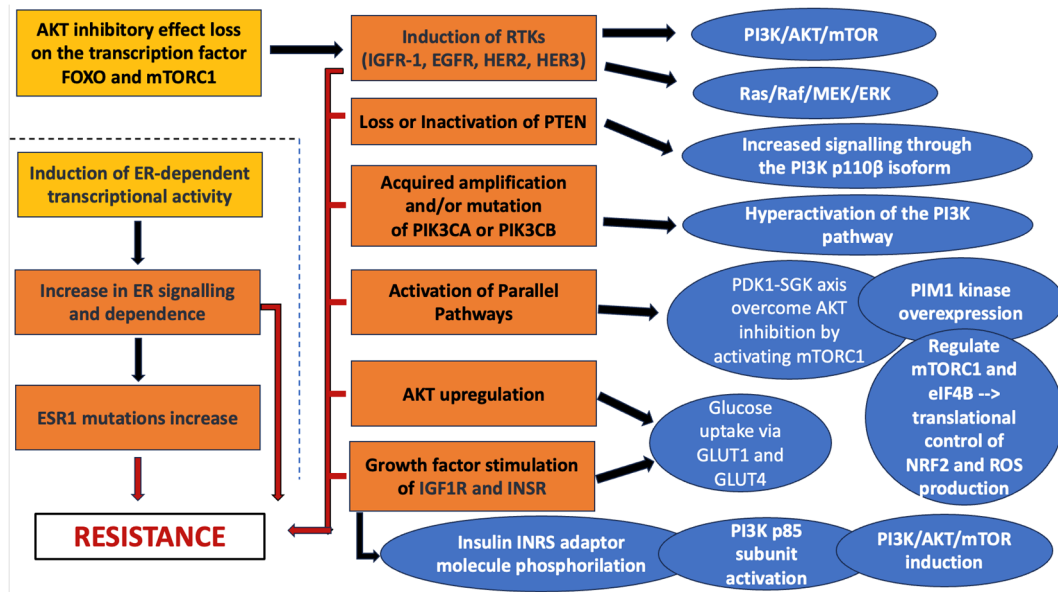 AKT inhibitory effect loss
on the transcription factor
FOXO and mTORC1
Induction of RTKs
(IGFR-1, EGFR, HER2, HER3)
PI3K/AKT/mTOR
Ras/Raf/MEK/ERK
Loss or Inactivation of PTEN
Increased signalling through
the PI3K p110β isoform
Induction of ER-dependent
transcriptional activity
Acquired amplification
and/or mutation
of PIK3CA or PIK3CB
Hyperactivation of the PI3K
pathway
Increase in ER signalling
and dependence
Activation of Parallel
Pathways
PDK1-SGK axis
overcome AKT
inhibition by
activating mTORC1
PIM1 kinase
overexpression
Regulate
mTORC1 and
eIF4B -->
translational
control of
NRF2 and ROS
production
ESR1 mutations increase
AKT upregulation
Glucose
uptake via
GLUT1 and
GLUT4
Growth factor stimulation
of IGF1R and INSR
RESISTANCE
Insulin INRS adaptor
molecule phosphorilation
PI3K p85
subunit
activation
PI3K/AKT/mTOR
induction